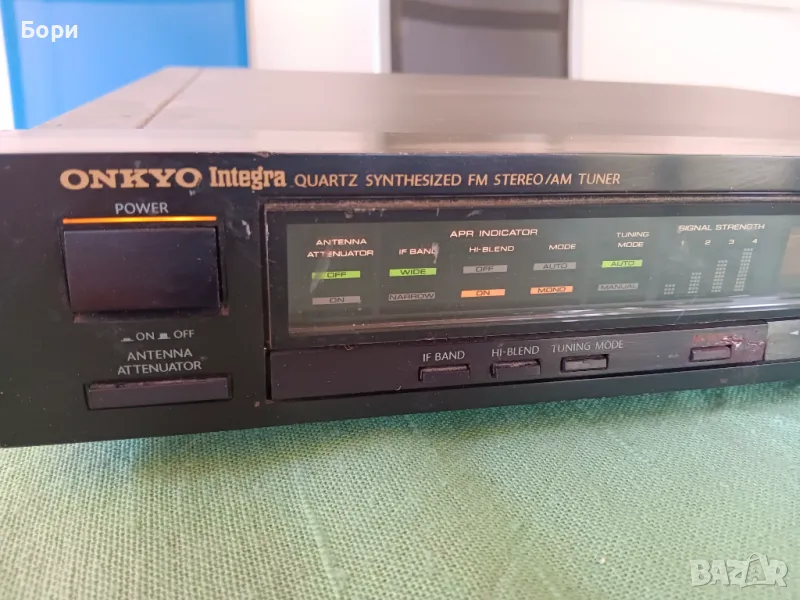 Бори
ONKYO Integra QUARTZ SYNTHESIZED FM STEREO/AM TUNER
POWER
ON OFF
ANTENNA
ATTENUATOR
APR INDICATOR
ANTENNA ATTENUATOR IF BAND HI-BLEND MODE TUNING MODE SIGNAL STRENGTH
1 2 3 4
OFF WIDE OFF AUTO AUTO
ON NARROW ON MONO MANUAL
IF BAND HI-BLEND TUNING MODE
BAZAR